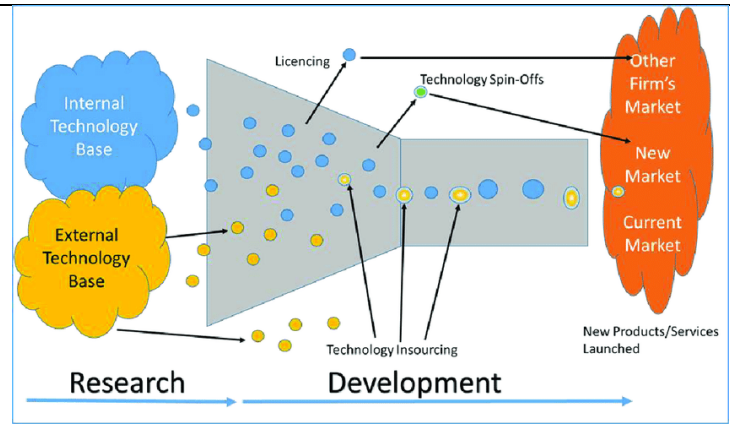 Internal
Technology
Base
External
Technology
Base
Licencing
Technology Spin-Offs
Technology Insourcing
Other
Firm's
Market
New
Market
Current
Market
New Products/Services
Launched
Research
Development